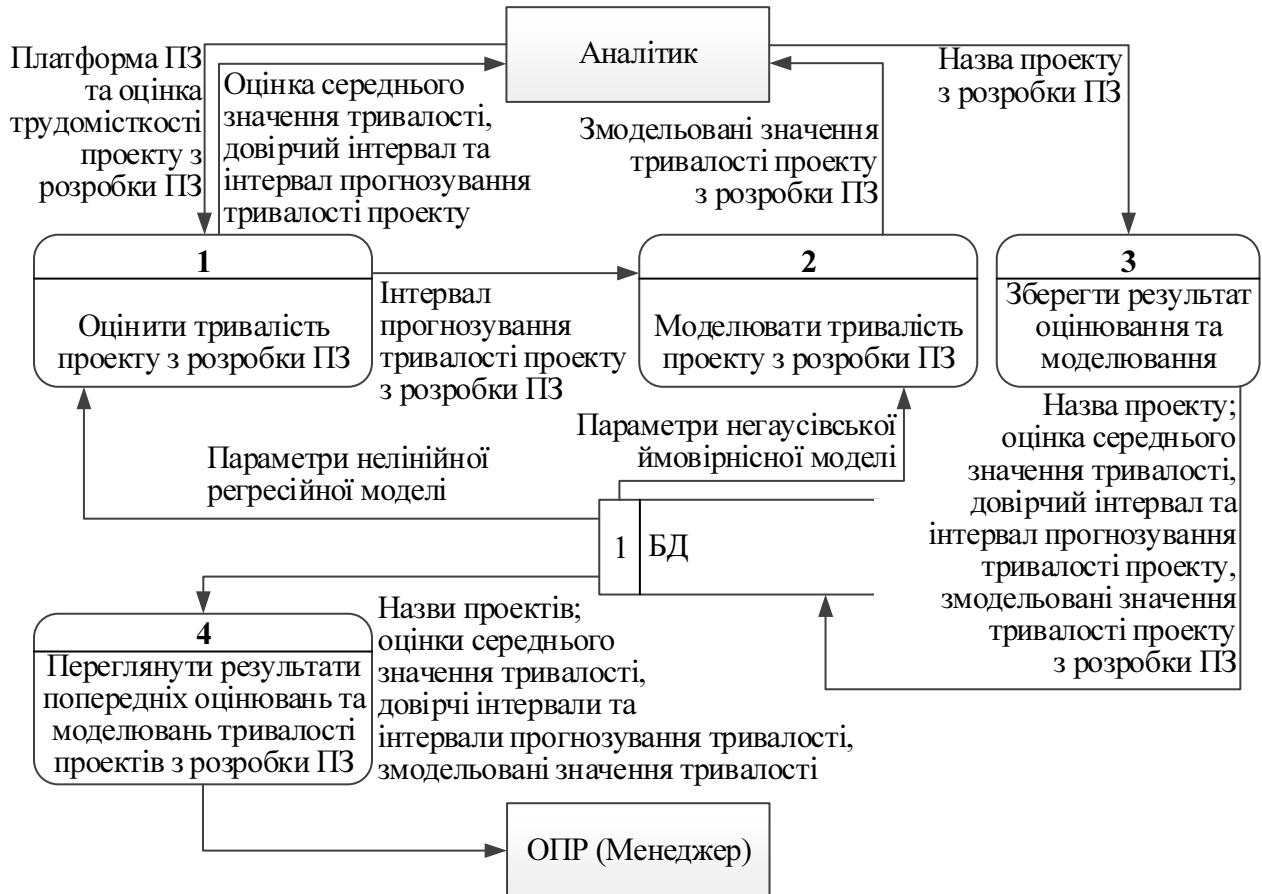 Аналітик
Платформа ПЗ
та оцінка
трудомісткості
проекту з
розробки ПЗ
Оцінка середнього
значення тривалості,
довірчий інтервал та
інтервал прогнозування
тривалості проекту
Змодельовані значення
тривалості проекту
з розробки ПЗ
Назва проекту
з розробки ПЗ
1
Оцінити тривалість
проекту з розробки ПЗ
Інтервал
прогнозування
тривалості проекту
з розробки ПЗ
2
Моделювати тривалість
проекту з розробки ПЗ
3
Зберегти результат
оцінювання та
моделювання
Параметри нелінійної
регресійної моделі
Параметри негаусівської
ймовірнісної моделі
Назва проекту;
оцінка середнього
значення тривалості,
довірчий інтервал та
інтервал прогнозування
тривалості проекту,
змодельовані значення
тривалості проекту
з розробки ПЗ
1 БД
4
Переглянути результати
попередніх оцінювань та
моделювань тривалості
проектів з розробки ПЗ
Назви проектів;
оцінки середнього
значення тривалості,
довірчі інтервали та
інтервали прогнозування тривалості,
змодельовані значення тривалості
ОПР (Менеджер)